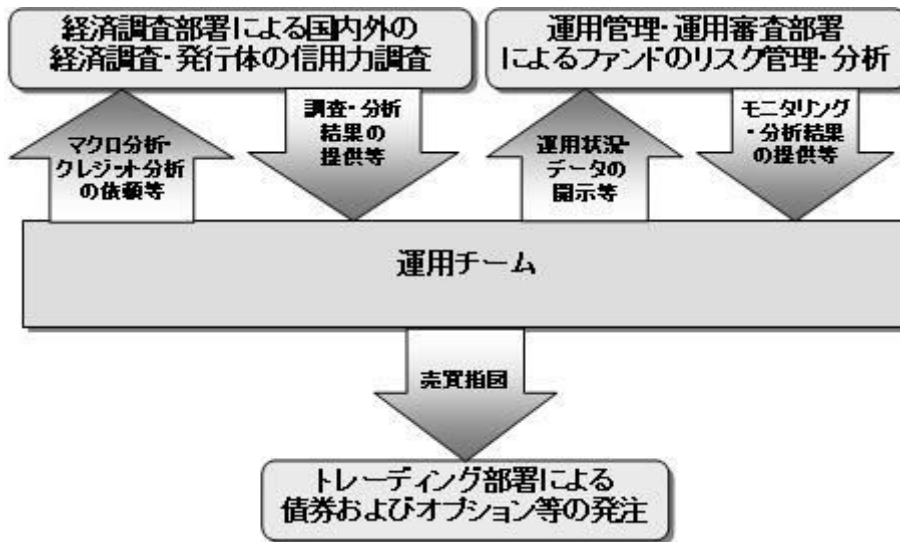 経済調査部署による国内外の
経済調査・発行体の信用力調査
運用管理・運用審査部署
によるファンドのリスク管理・分析
マクロ分析・
クレジット分析
の依頼等
調査・分析
結果の
提供等
運用状況・
データの
開示等
モニタリング
・分析結果
の提供等
運用チーム
売買指図
トレーディング部署による
債券およびオプション等の発注